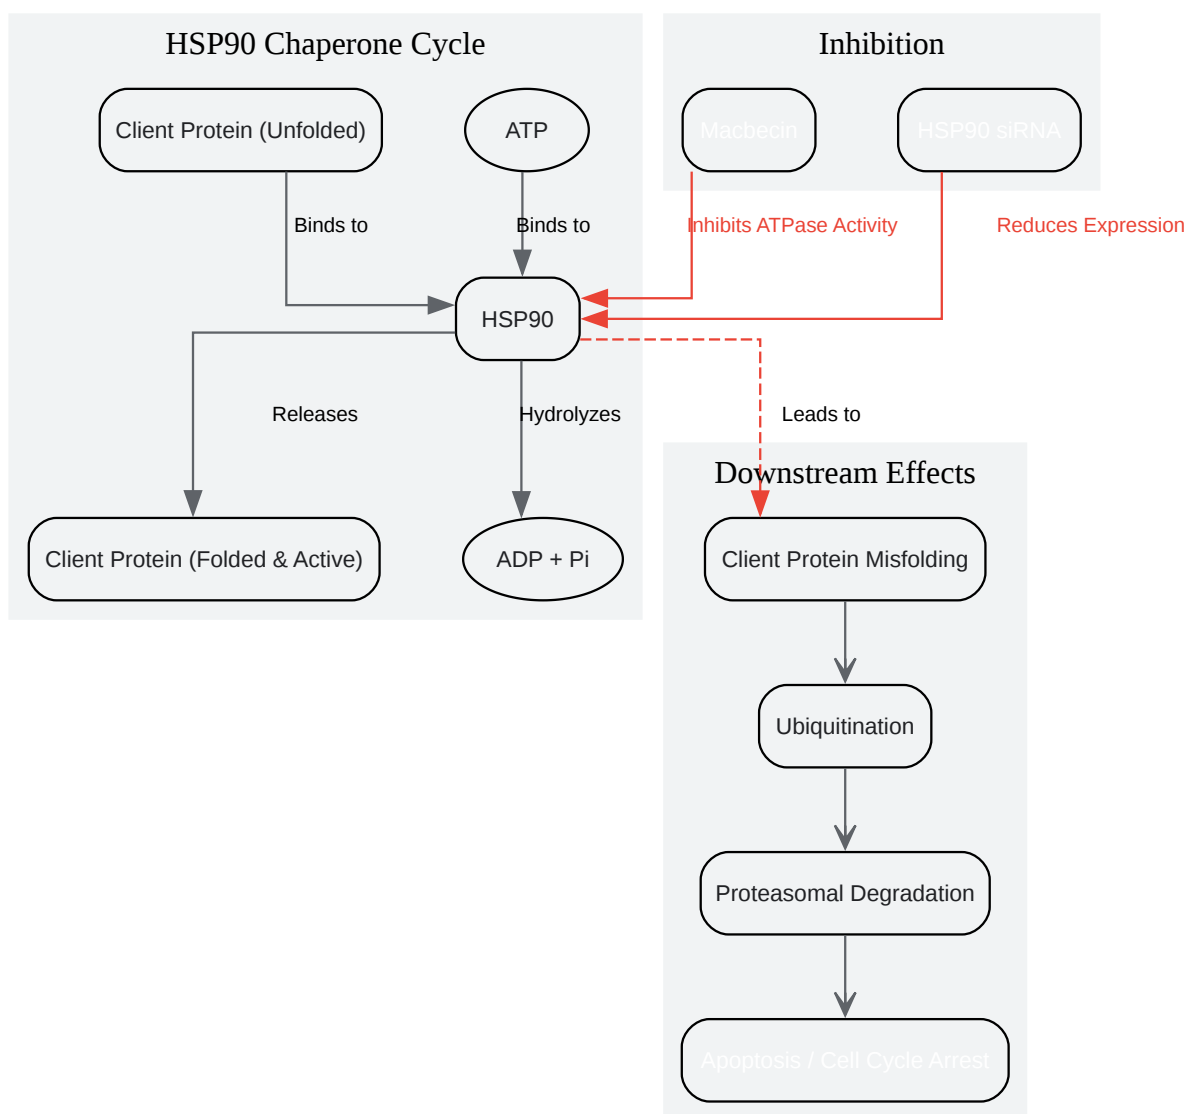 HSP90 Chaperone Cycle
Inhibition
Client Protein (Unfolded)
ATP
Macbecin
HSP90 siRNA
Binds to
Binds to
Inhibits ATPase Activity
Reduces Expression
HSP90
Releases
Hydrolyzes
Leads to
Downstream Effects
Client Protein (Folded & Active)
ADP + Pi
Client Protein Misfolding
Ubiquitination
Proteasomal Degradation
Apoptosis / Cell Cycle Arrest